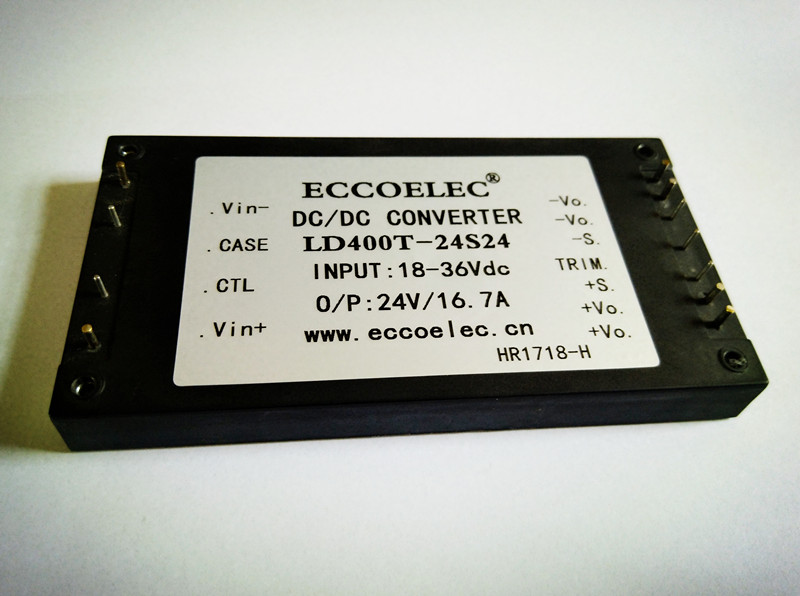 ECCOELEC®
DC/DC CONVERTER
LD400T-24S24
INPUT:18-36Vdc
O/P:24V/16.7A
www.eccoelec.cn
HR1718-H
.Vin-
.CASE
.CTL
.Vin+
-Vo.
-Vo.
-S.
TRIM.
+S.
+Vo.
+Vo.